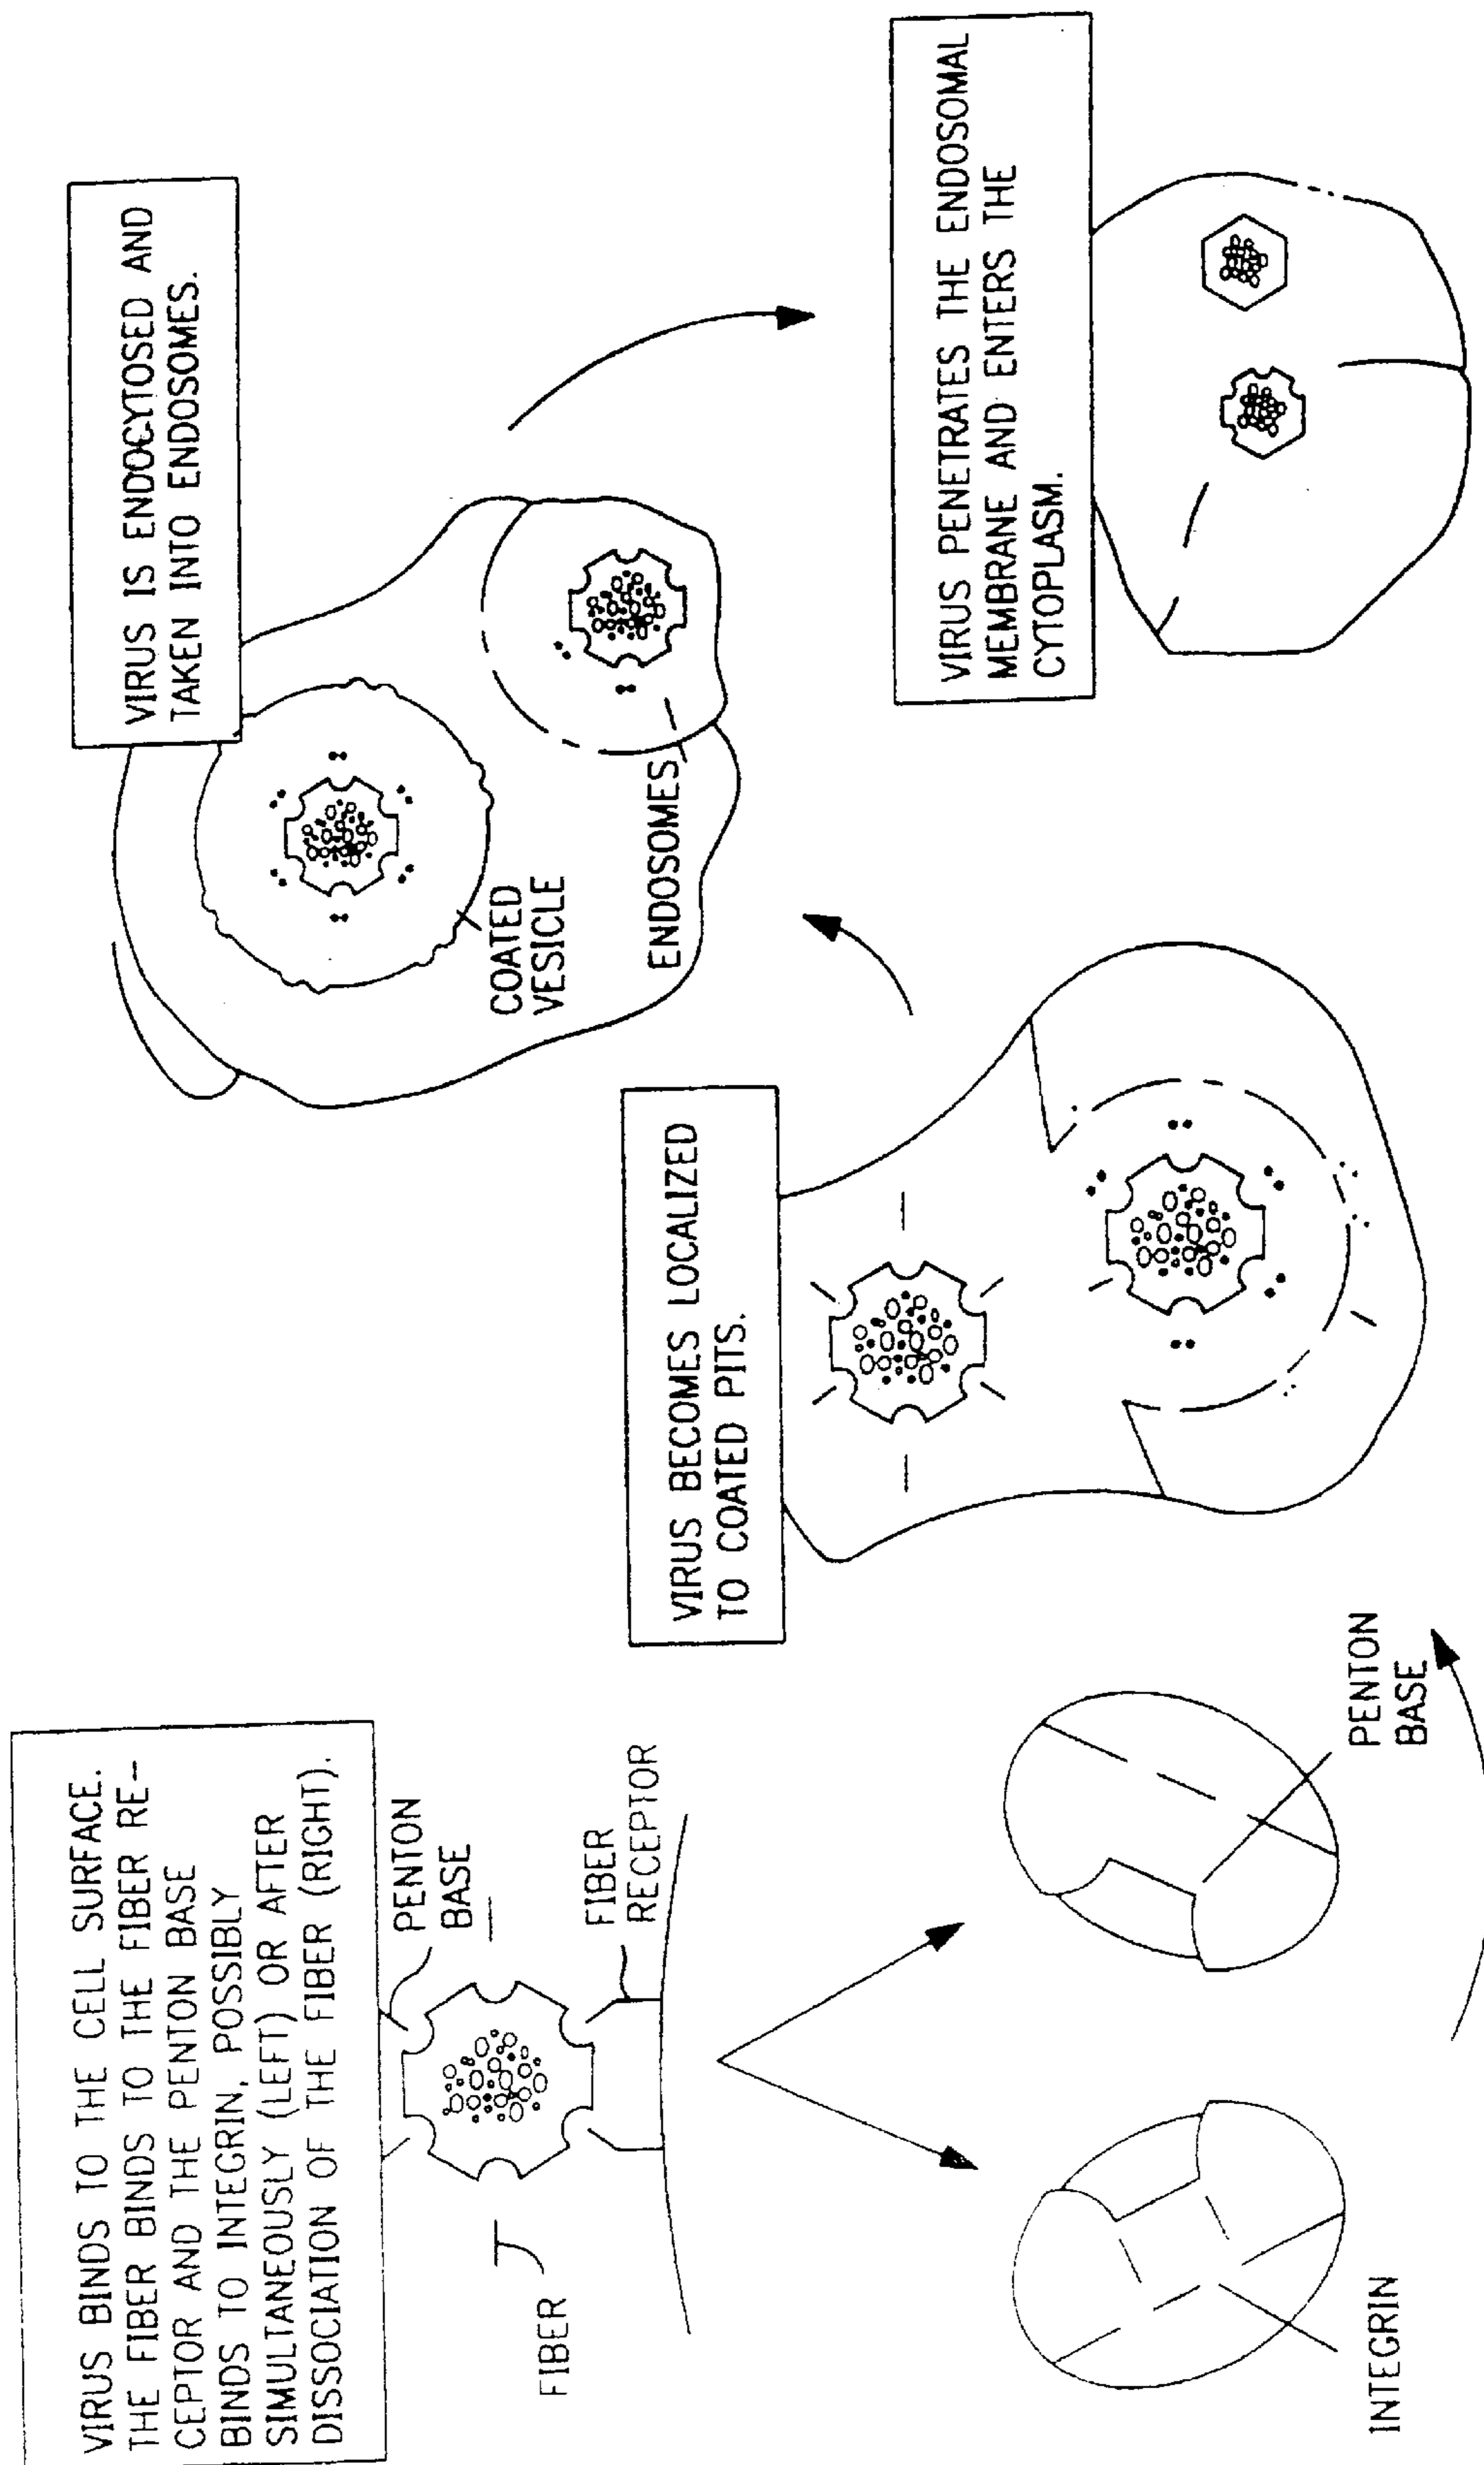 VIRUS BINDS TO THE CELL SURFACE.
THE FIBER BINDS TO THE FIBER RE-
CEPTOR AND THE PENTON BASE
BINDS TO INTEGRIN, POSSIBLY
SIMULTANEOUSLY (LEFT) OR AFTER
DISSOCIATION OF THE FIBER (RIGHT).
PENTON
BASE
FIBER
FIBER
RECEPTOR
INTEGRIN
PENTON
BASE
VIRUS BECOMES LOCALIZED
TO COATED PITS.
VIRUS IS ENDOCYTOSED AND
TAKEN INTO ENDOSOMES.
COATED
VESICLE
ENDOSOMES
VIRUS PENETRATES THE ENDOSOMAL
MEMBRANE AND ENTERS THE
CYTOPLASM.